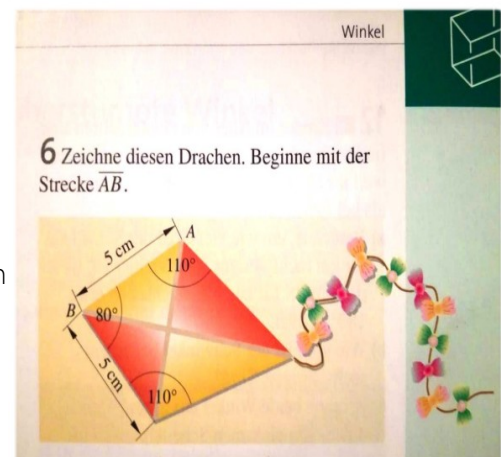 Winkel
6 Zeichne diesen Drachen. Beginne mit der
Strecke AB.
A
5 cm
110°
B
80°
5 cm
110°